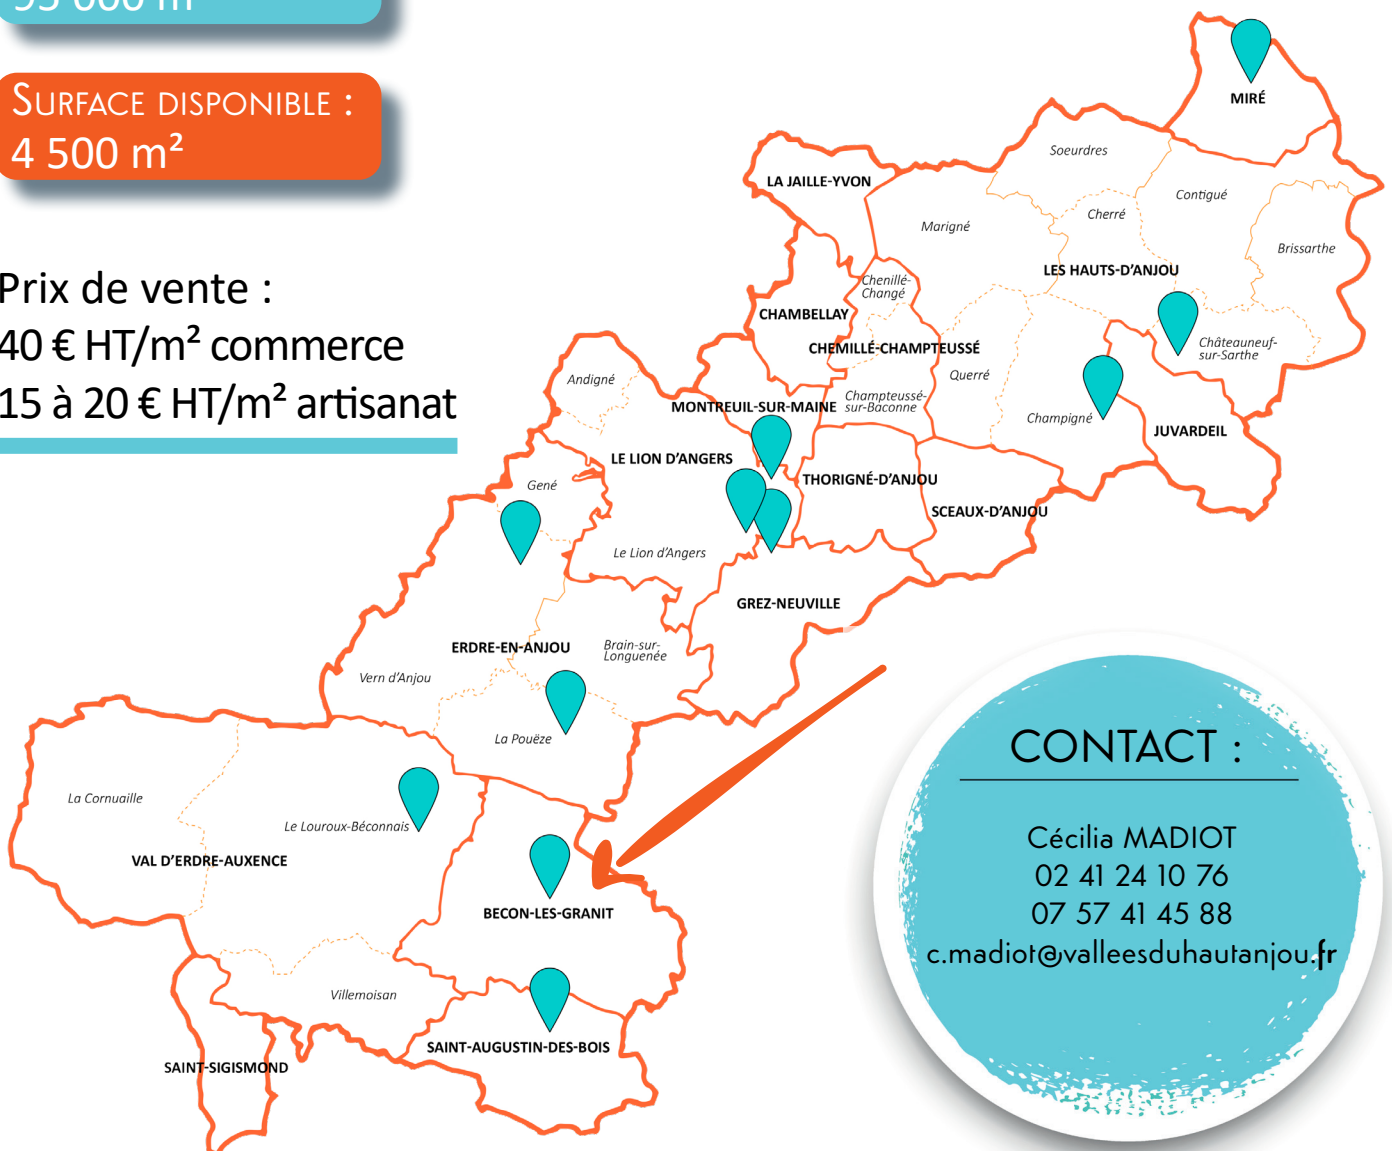 SURFACE DISPONIBLE :
4 500 m²
Prix de vente :
40 € HT/m² commerce
15 à 20 € HT/m² artisanat
MIRÉ
Soeurdres
LA JAILLE-YVON
Contigué
Cherré
Marigné
Brissarthe
LES HAUTS-D'ANJOU
Chenillé-
Changé
CHAMBELLAY
Châteauneuf-
sur-Sarthe
CHEMILLÉ-CHAMPTEUSSÉ
Querré
Andigné
Champteussé-
sur-Baconne
MONTREUIL-SUR-MAINE
Champigné
JUVARDEIL
LE LION D'ANGERS
THORIGNÉ-D'ANJOU
Gené
SCEAUX-D'ANJOU
Le Lion d'Angers
GREZ-NEUVILLE
ERDRE-EN-ANJOU
Brain-sur-
Longuenée
Vern d'Anjou
La Pouëze
La Cornuaille
Le Louroux-Béconnais
VAL D'ERDRE-AUXENCE
BECON-LES-GRANIT
Villemoisan
SAINT-AUGUSTIN-DES-BOIS
SAINT-SIGISMOND
CONTACT :
Cécilia MADIOT
02 41 24 10 76
07 57 41 45 88
c.madiot@valleesduhautanjou.fr